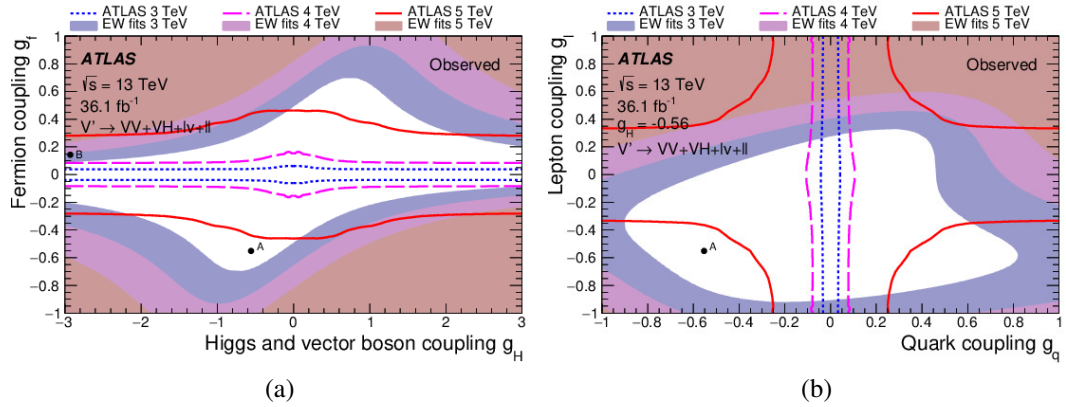 ATLAS 3 TeV ATLAS 4 TeV ATLAS 5 TeV
EW fits 3 TeV EW fits 4 TeV EW fits 5 TeV
Fermion coupling g_f
1
0.8
0.6
0.4
0.2
0
−0.2
−0.4
−0.6
−0.8
−1
ATLAS
Observed
√s = 13 TeV
36.1 fb⁻¹
V' → VV+VH+lν+ll
B
A
−3 −2 −1 0 1 2 3
Higgs and vector boson coupling g_H
(a)
ATLAS 3 TeV ATLAS 4 TeV ATLAS 5 TeV
EW fits 3 TeV EW fits 4 TeV EW fits 5 TeV
Lepton coupling g_l
1
0.8
0.6
0.4
0.2
0
−0.2
−0.4
−0.6
−0.8
−1
ATLAS
Observed
√s = 13 TeV
36.1 fb⁻¹
g_H = -0.56
V' → VV+VH+lν+ll
A
−1 −0.8 −0.6 −0.4 −0.2 0 0.2 0.4 0.6 0.8 1
Quark coupling g_q
(b)